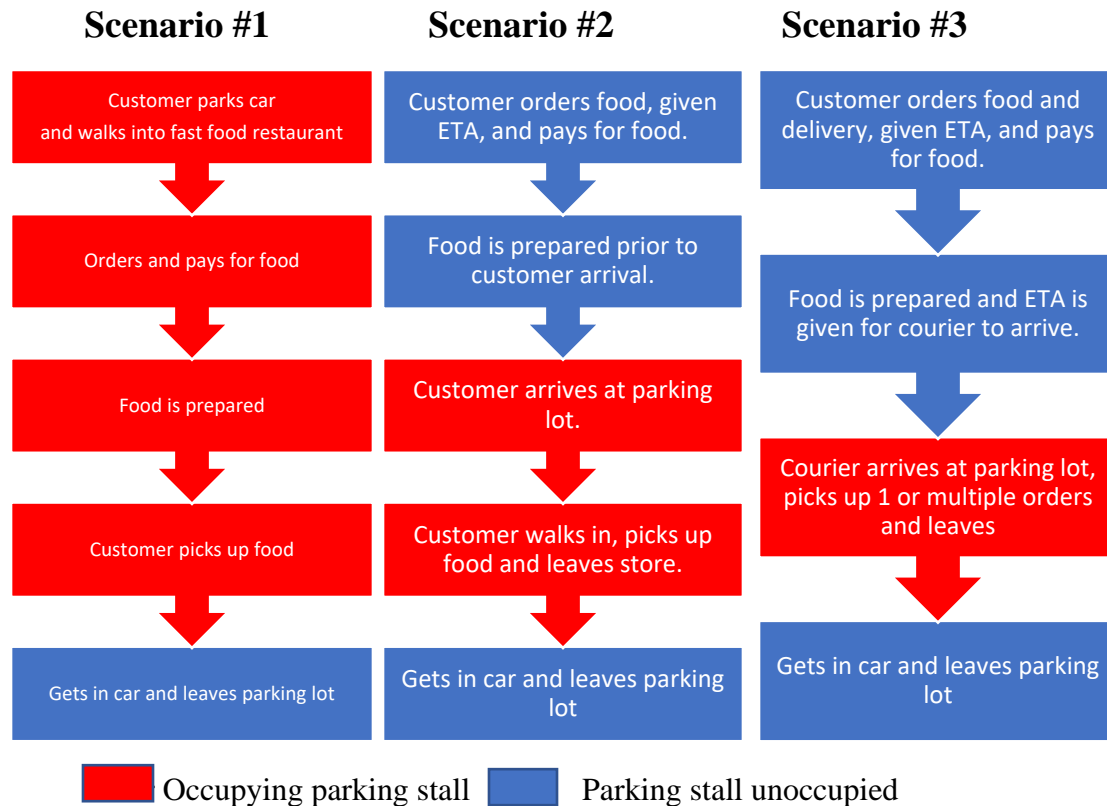 Scenario #1
Customer parks car
and walks into fast food restaurant
Orders and pays for food
Food is prepared
Customer picks up food
Gets in car and leaves parking lot
Scenario #2
Customer orders food, given
ETA, and pays for food.
Food is prepared prior to
customer arrival.
Customer arrives at parking
lot.
Customer walks in, picks up
food and leaves store.
Gets in car and leaves parking
lot
Scenario #3
Customer orders food and
delivery, given ETA, and pays
for food.
Food is prepared and ETA is
given for courier to arrive.
Courier arrives at parking lot,
picks up 1 or multiple orders
and leaves
Gets in car and leaves parking
lot
Occupying parking stall
Parking stall unoccupied